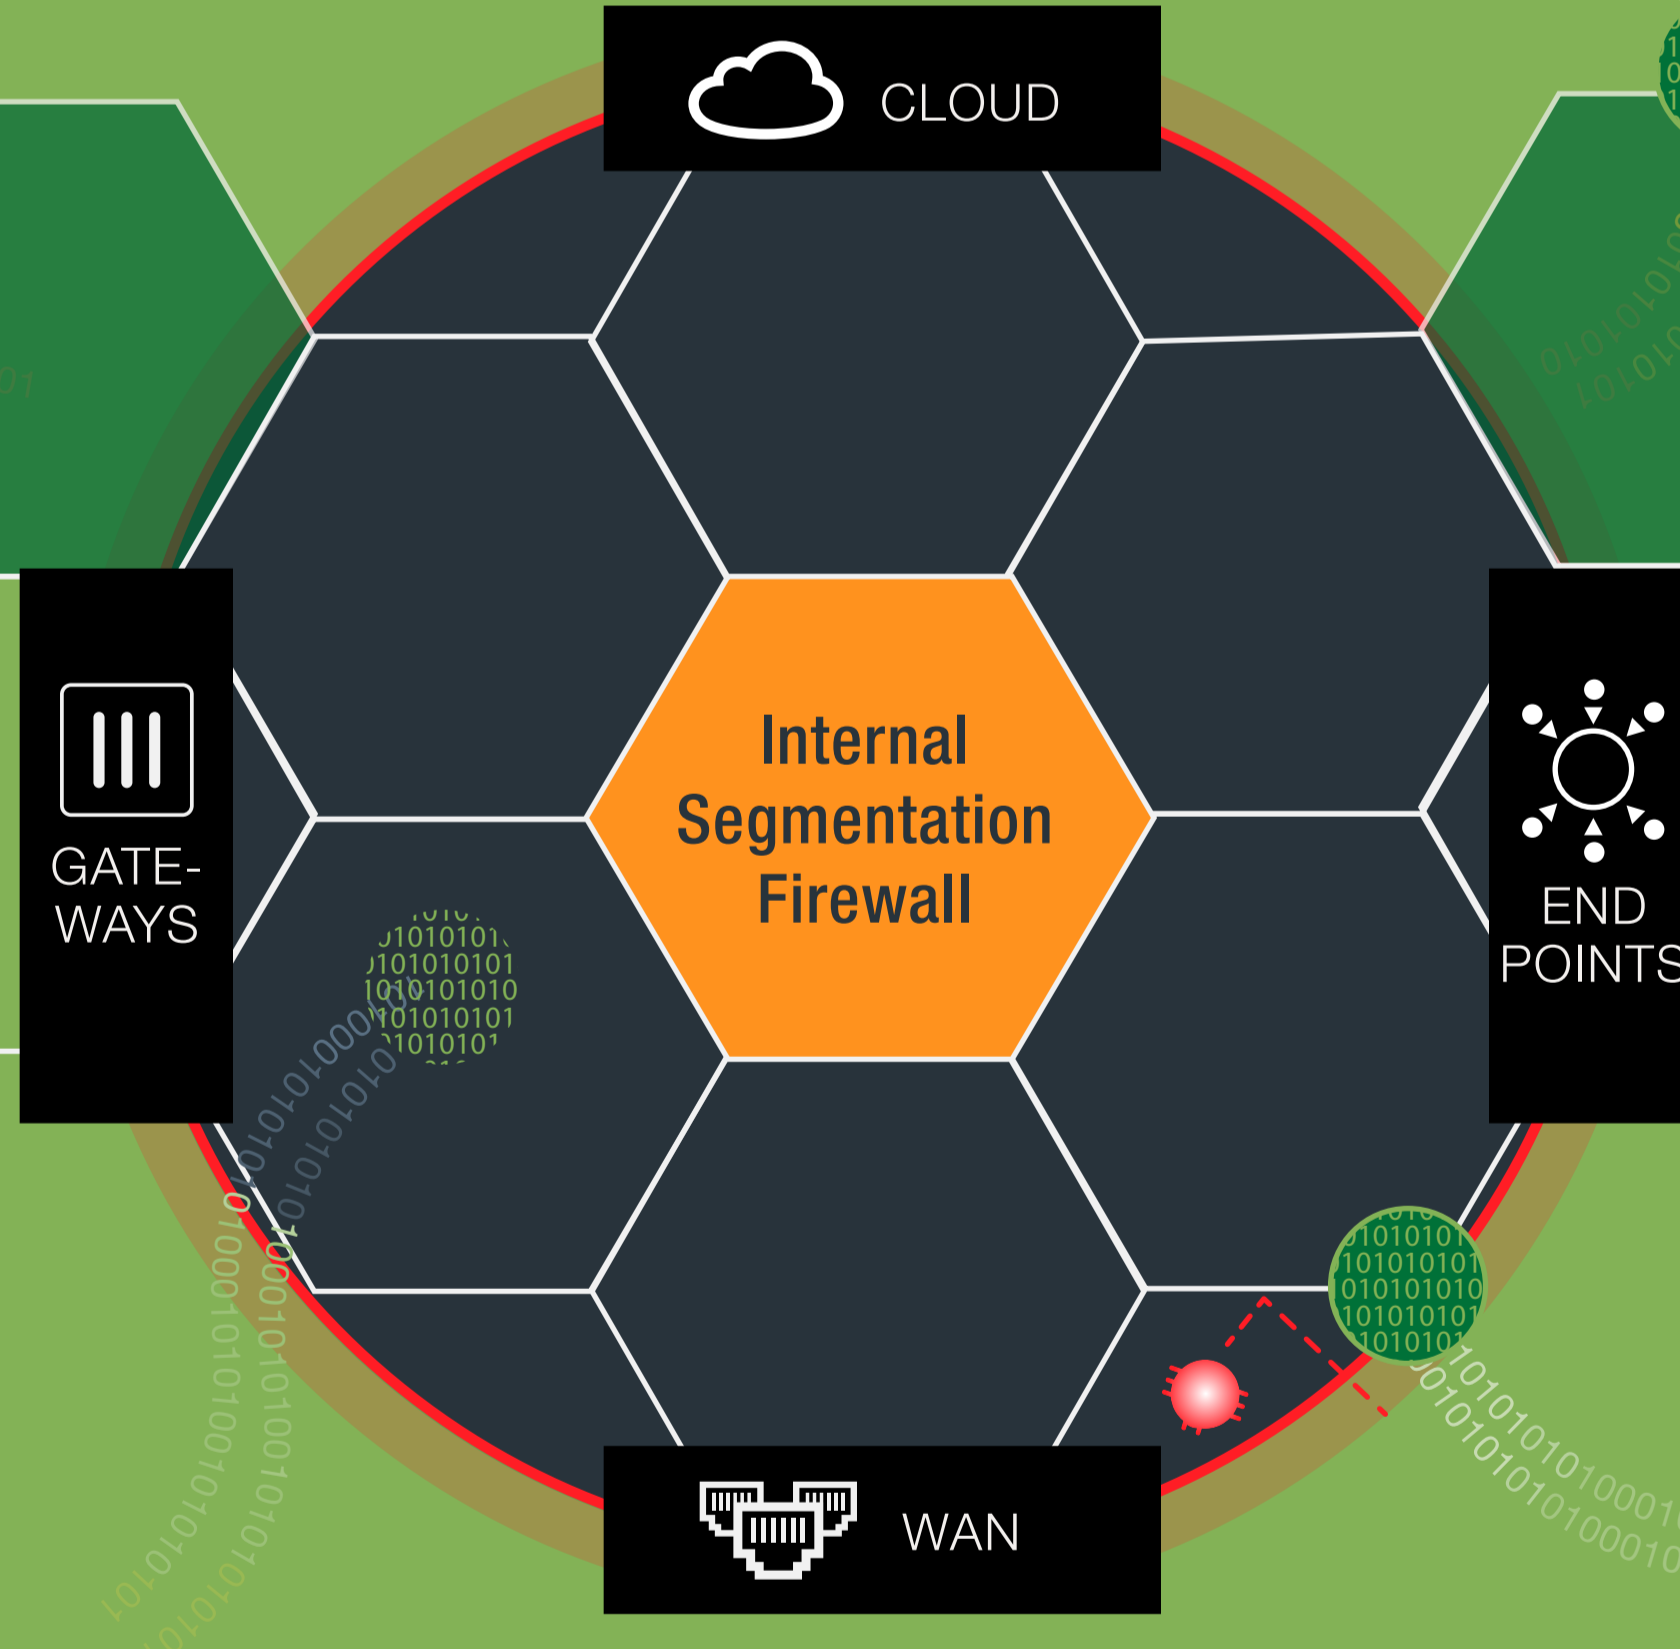 CLOUD
GATE-
WAYS
Internal
Segmentation
Firewall
END
POINTS
WAN